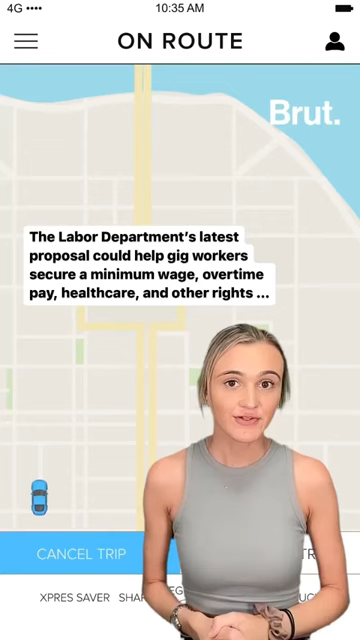 4G
10:35 AM
ON ROUTE
Brut.
The Labor Department's latest
proposal could help gig workers
secure a minimum wage, overtime
pay, healthcare, and other rights ...
CANCEL TRIP
XPRES SAVER